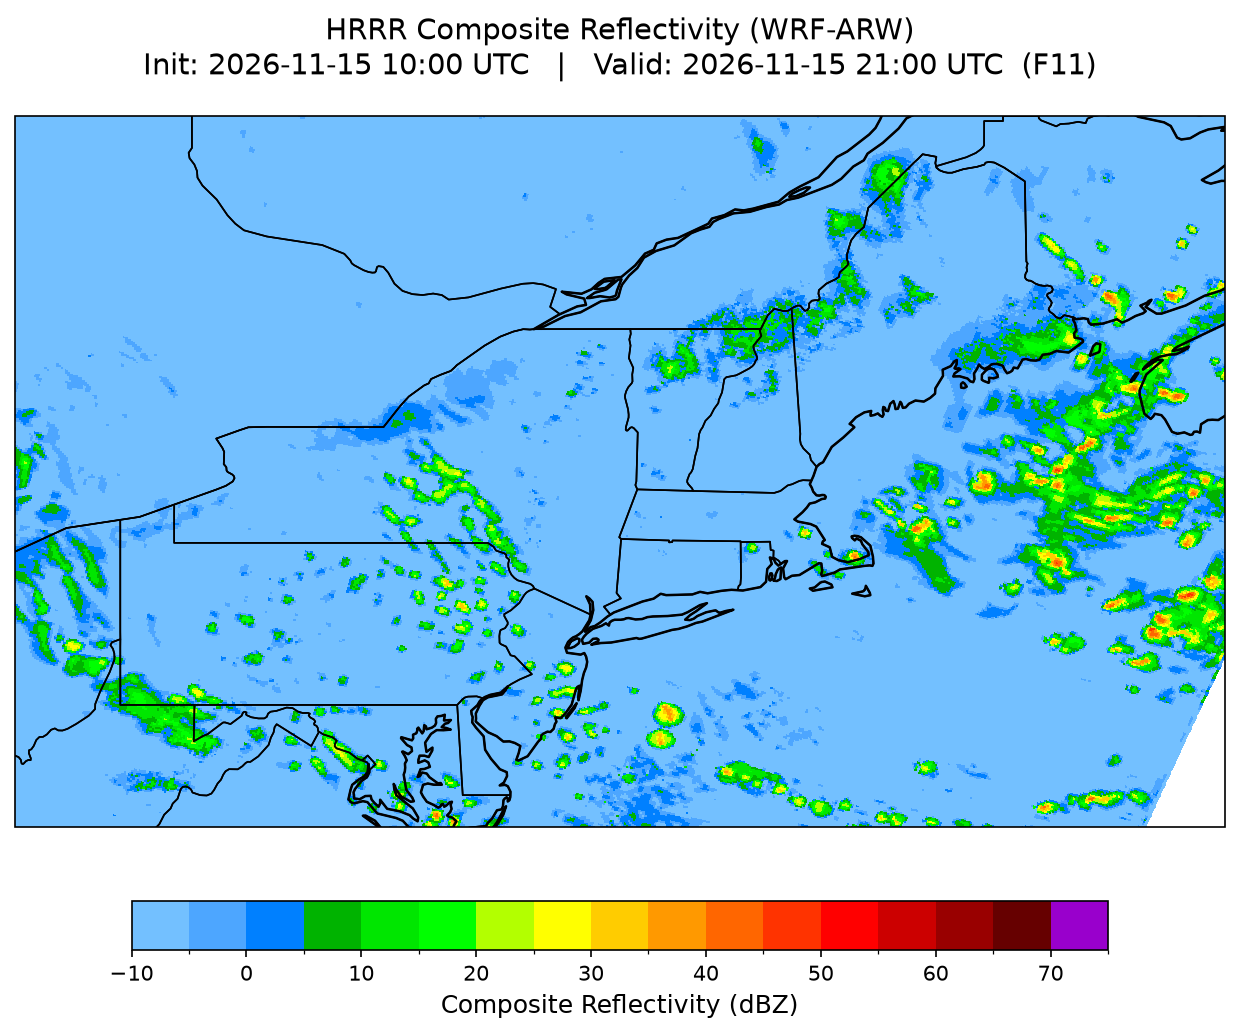 HRRR Composite Reflectivity (WRF-ARW)
Init: 2026-11-15 10:00 UTC | Valid: 2026-11-15 21:00 UTC (F11)
−10 0 10 20 30 40 50 60 70
Composite Reflectivity (dBZ)